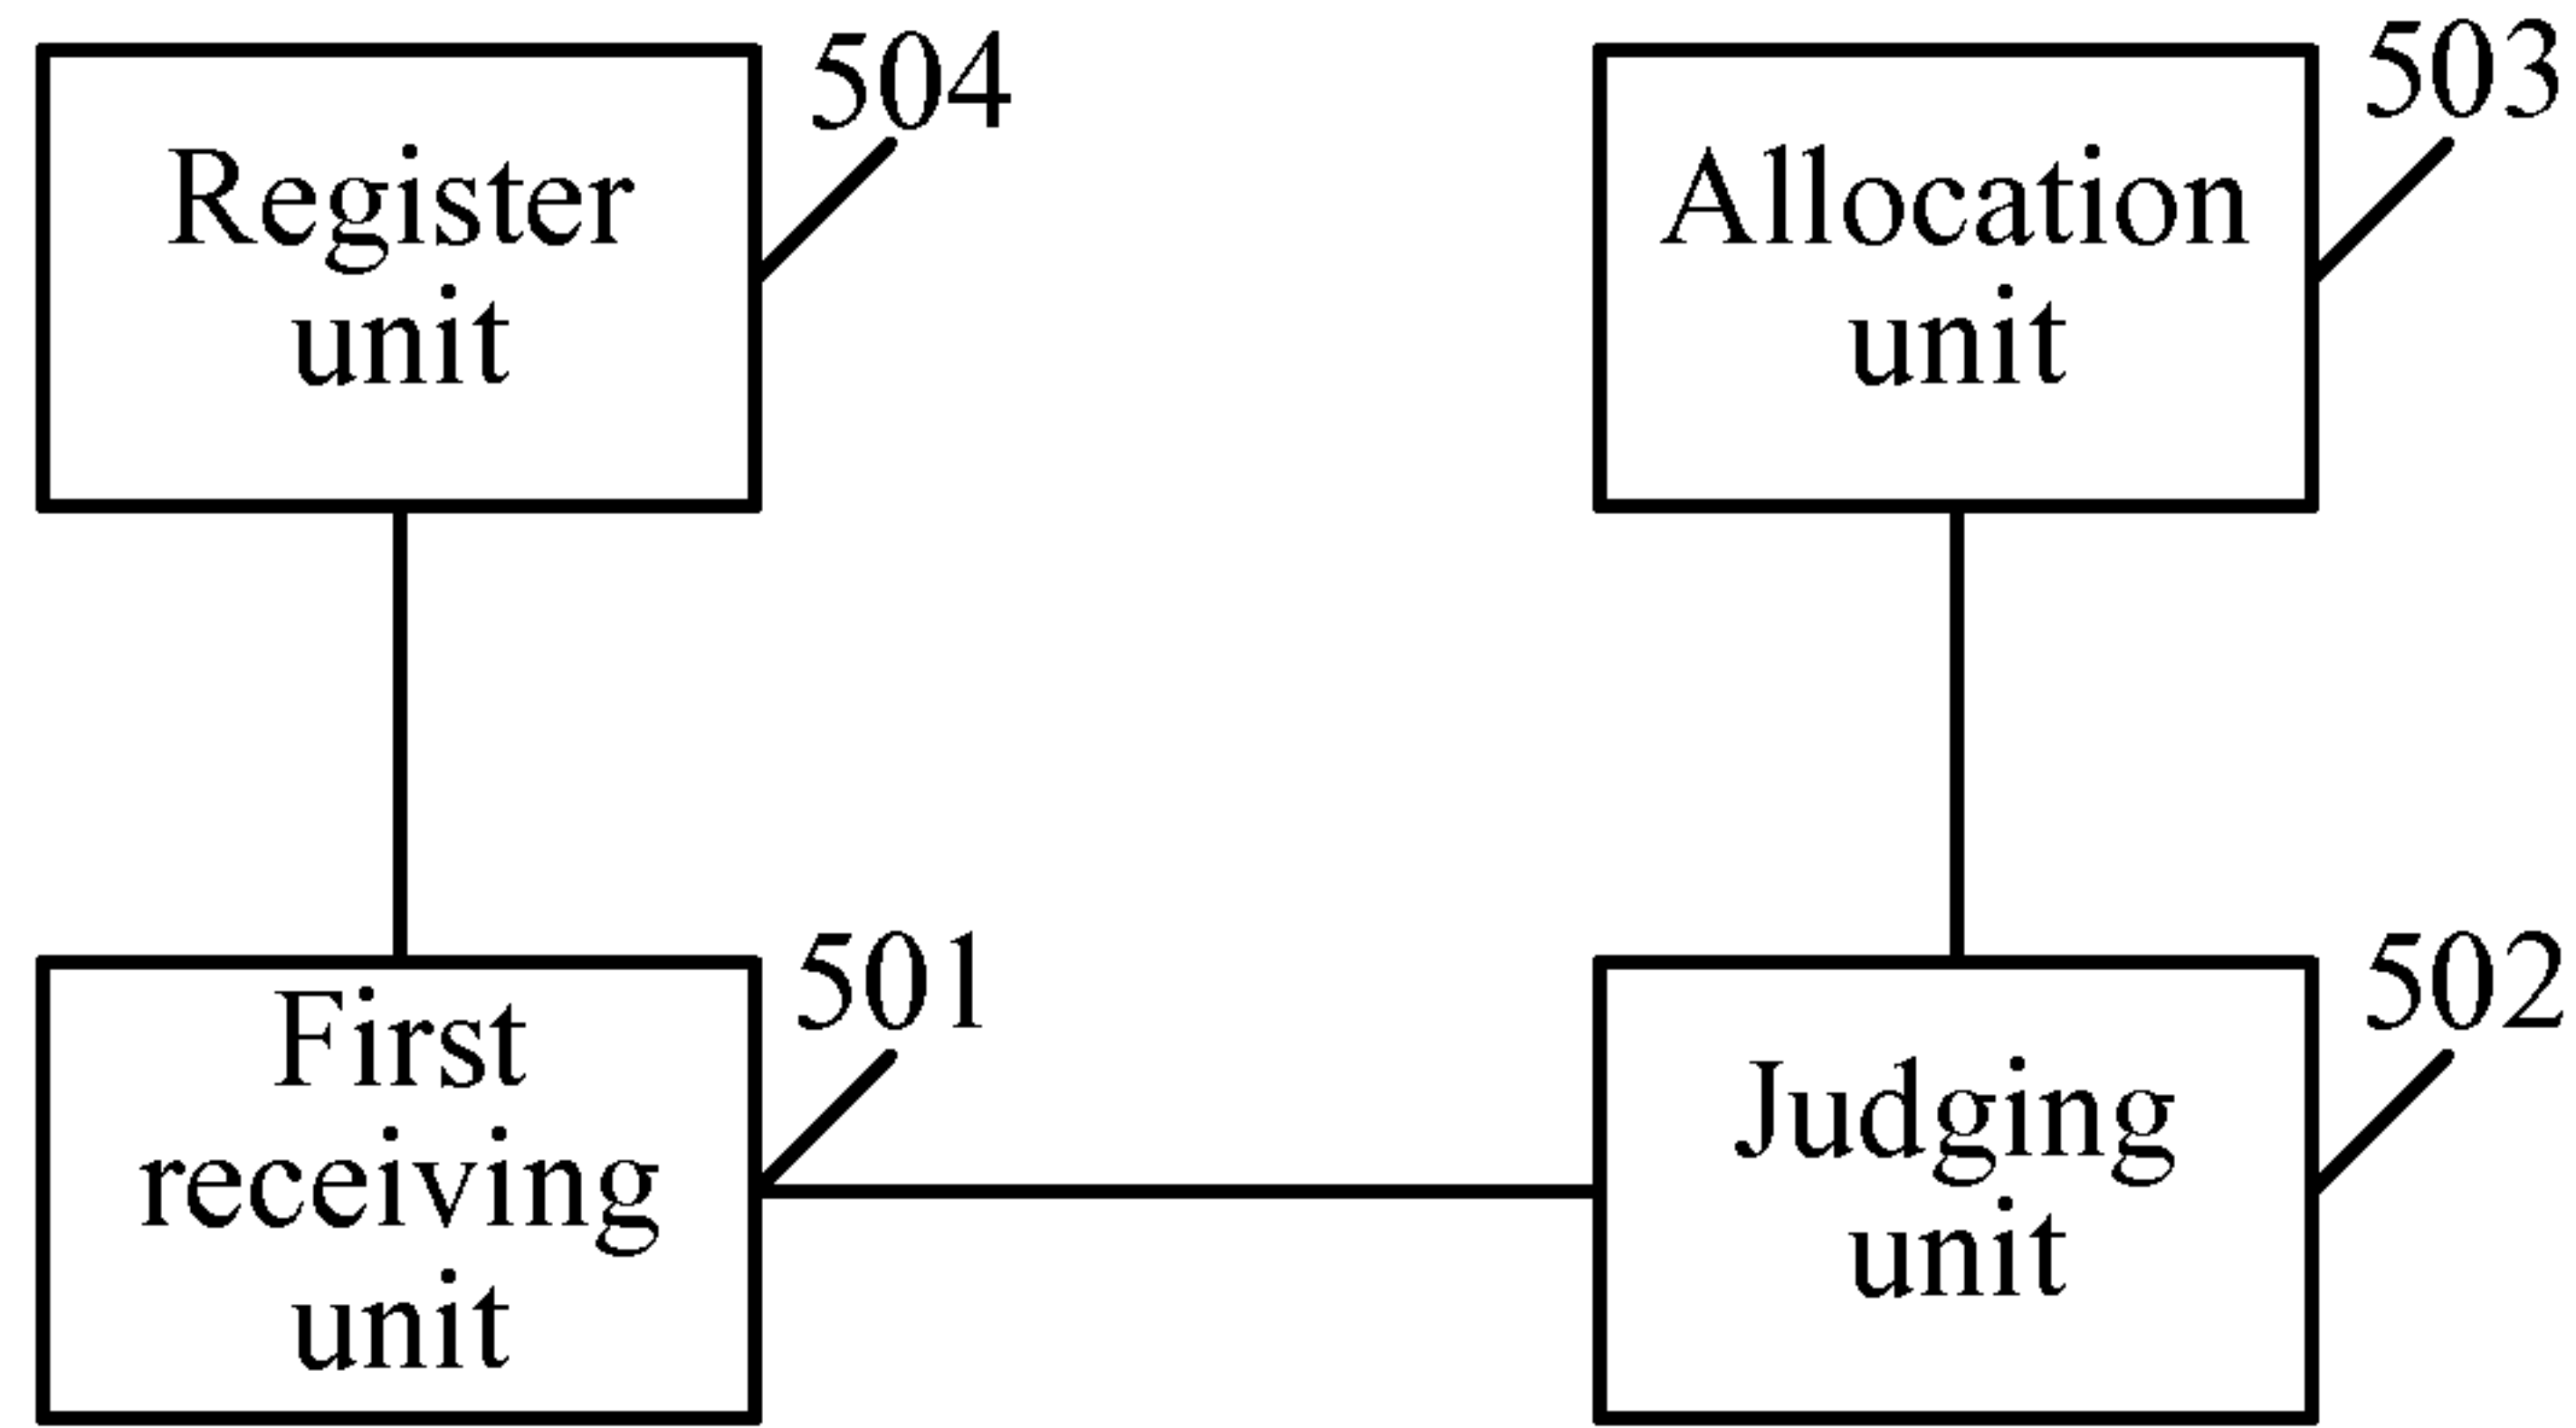 504
Register
unit
503
Allocation
unit
501
First
receiving
unit
502
Judging
unit